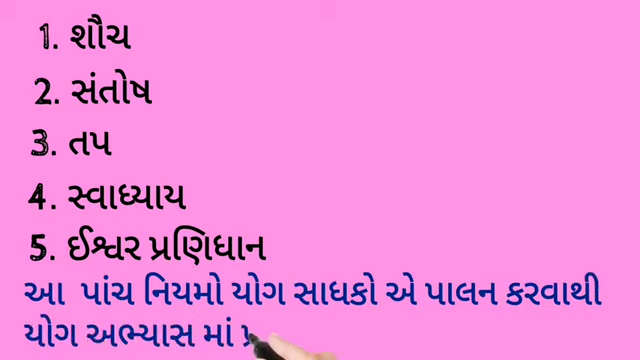 1. શૌચ
2. સંતોષ
3. તપ
4. સ્વાધ્યાય
5. ઈશ્વર પ્રણિધાન
આ પાંચ નિયમો યોગ સાધકો એ પાલન કરવાથી
યોગ અભ્યાસ માં